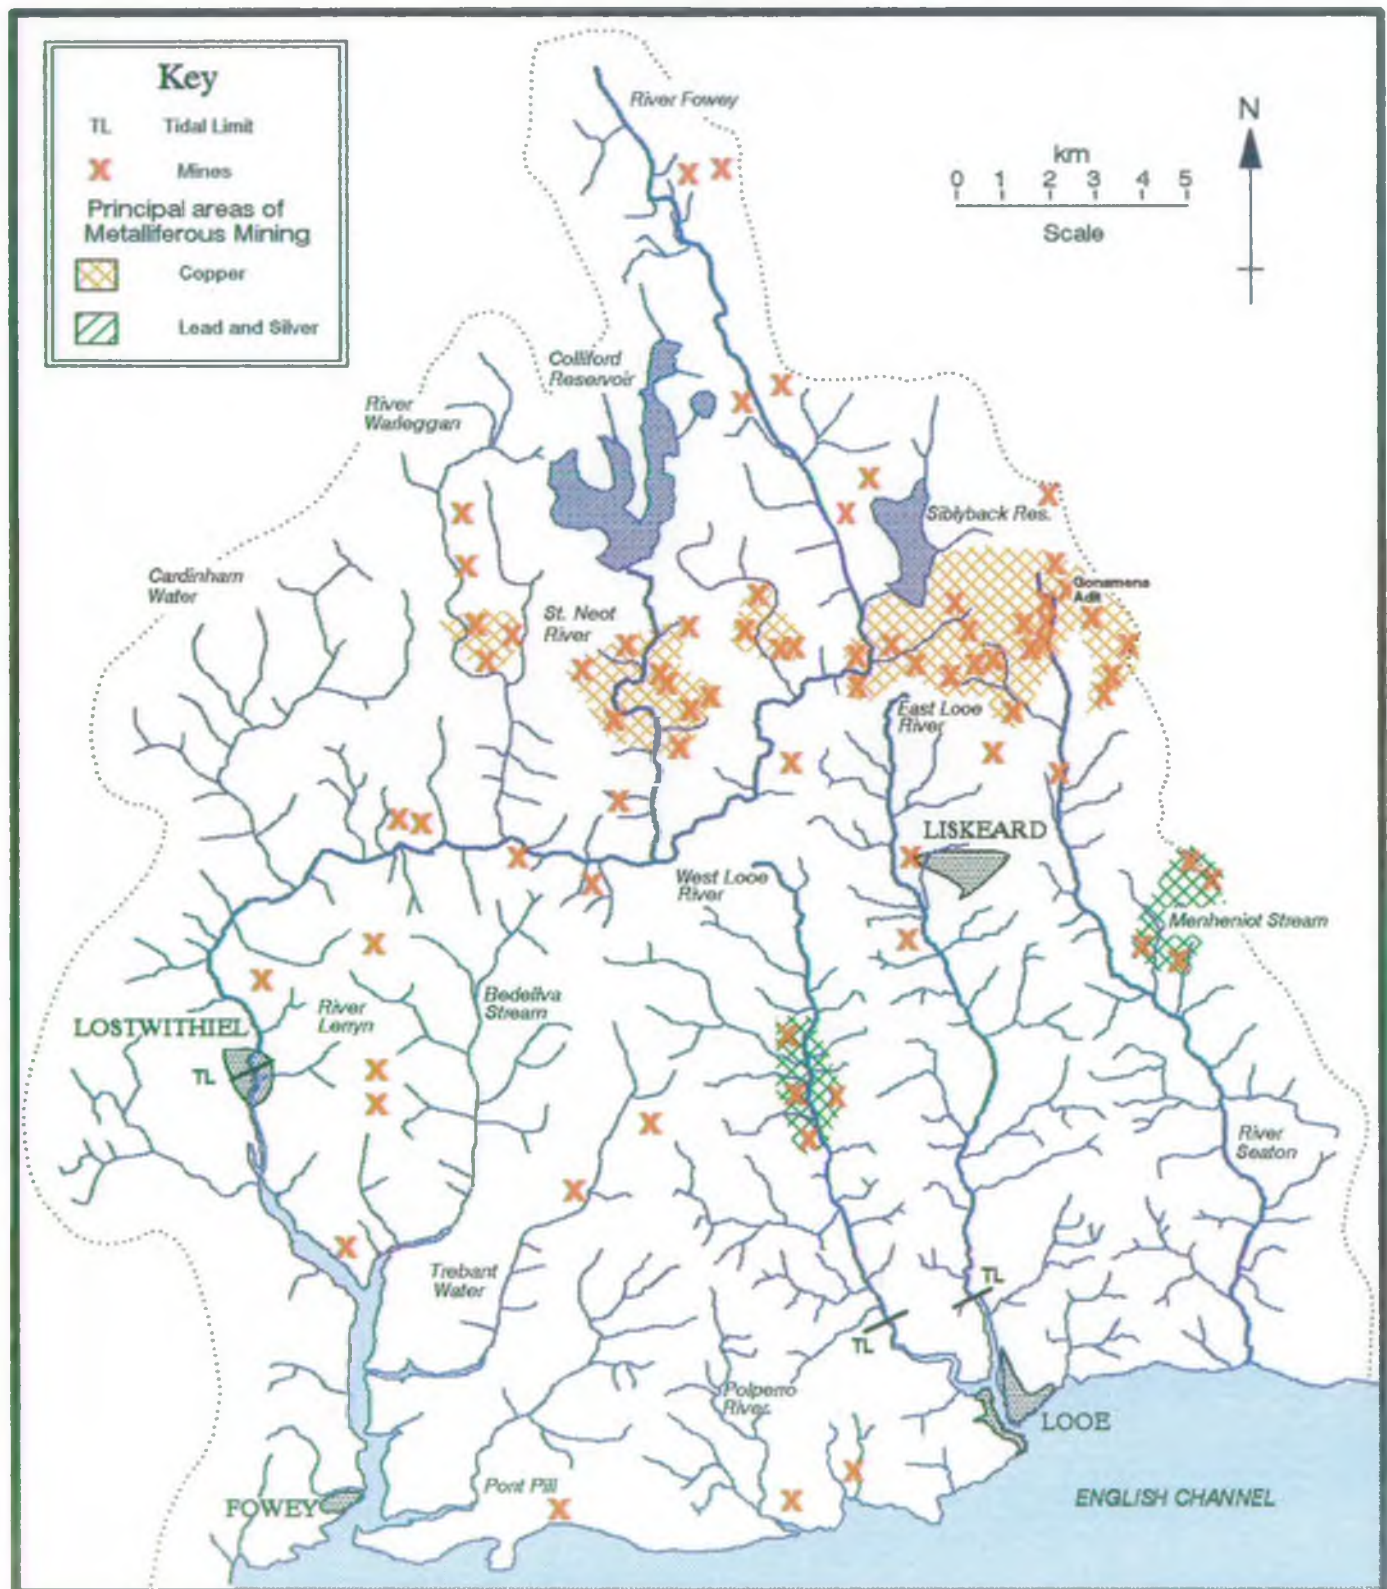 Key
TL Tidal Limit
X Mines
Principal areas of
Metalliferous Mining
Copper
Lead and Silver
River Fowey
N
km
0 1 2 3 4 5
Scale
Colliford
Reservoir
River
Warleggan
Siblyback Res.
Cardinham
Water
Gonamena
Adit
St. Neot
River
East Looe
River
LISKEARD
West Looe
River
Menheniot Stream
Bedeliva
Stream
River
Lerryn
LOSTWITHIEL
TL
River
Seaton
Trebant
Water
TL
TL
Polperro
River
LOOE
Pont Pill
FOWEY
ENGLISH CHANNEL